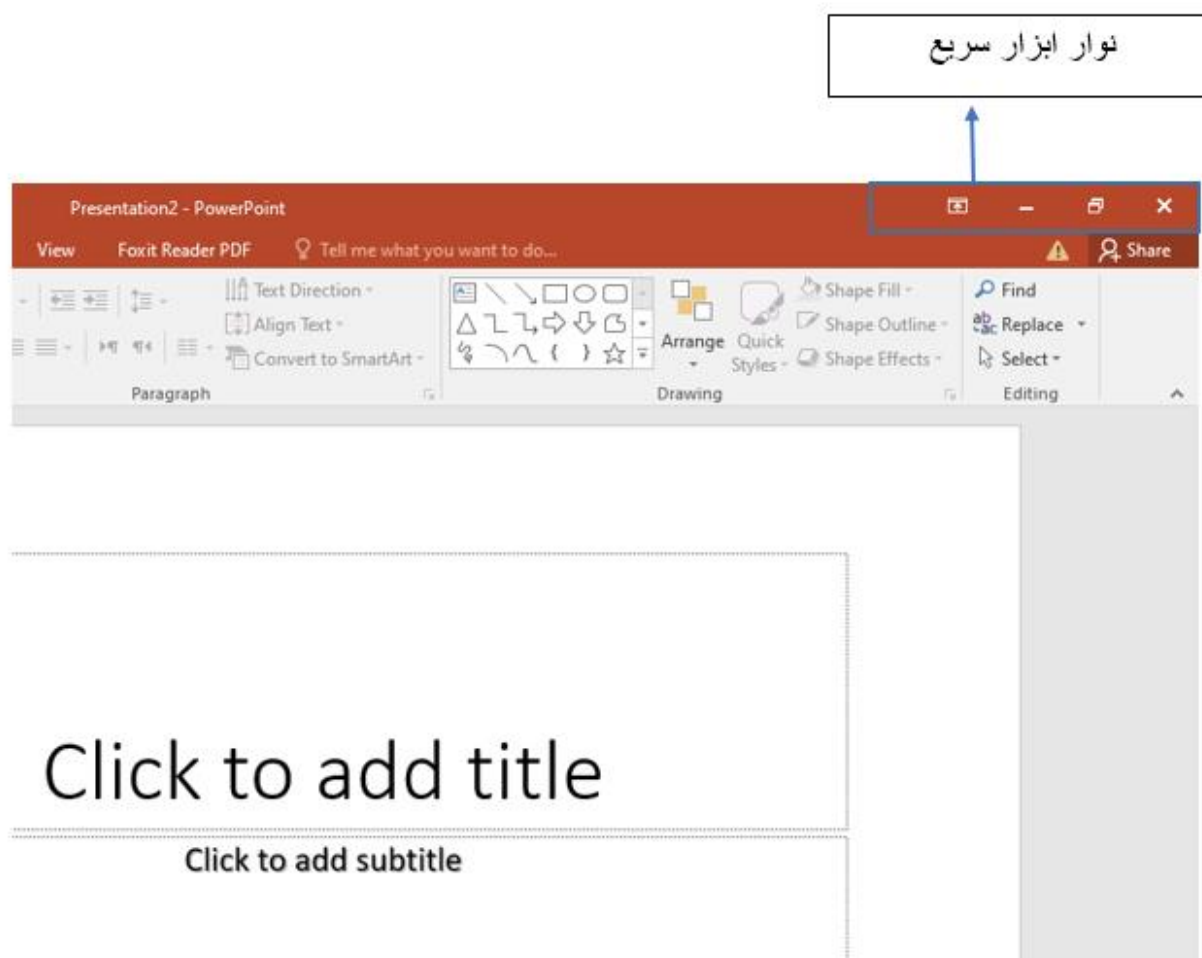 نوار ابزار سریع
Presentation2 - PowerPoint
View Foxit Reader PDF Tell me what you want to do... Share
Text Direction Shape Fill Find
Align Text Shape Outline Replace
Arrange Quick Styles
Convert to SmartArt Shape Effects Select
Paragraph Drawing Editing
Click to add title
Click to add subtitle